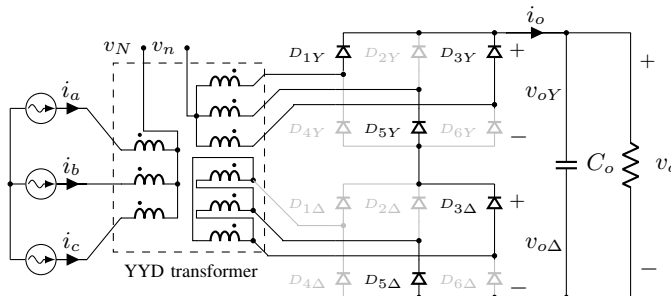 v_N v_n
i_o
D_{1Y} D_{2Y} D_{3Y} +
v_{oY}
+
i_a
D_{4Y} D_{5Y} D_{6Y} −
i_b
C_o
v_o
D_{1Δ} D_{2Δ} D_{3Δ} +
i_c
v_{oΔ}
YYD transformer
D_{4Δ} D_{5Δ} D_{6Δ} −
−